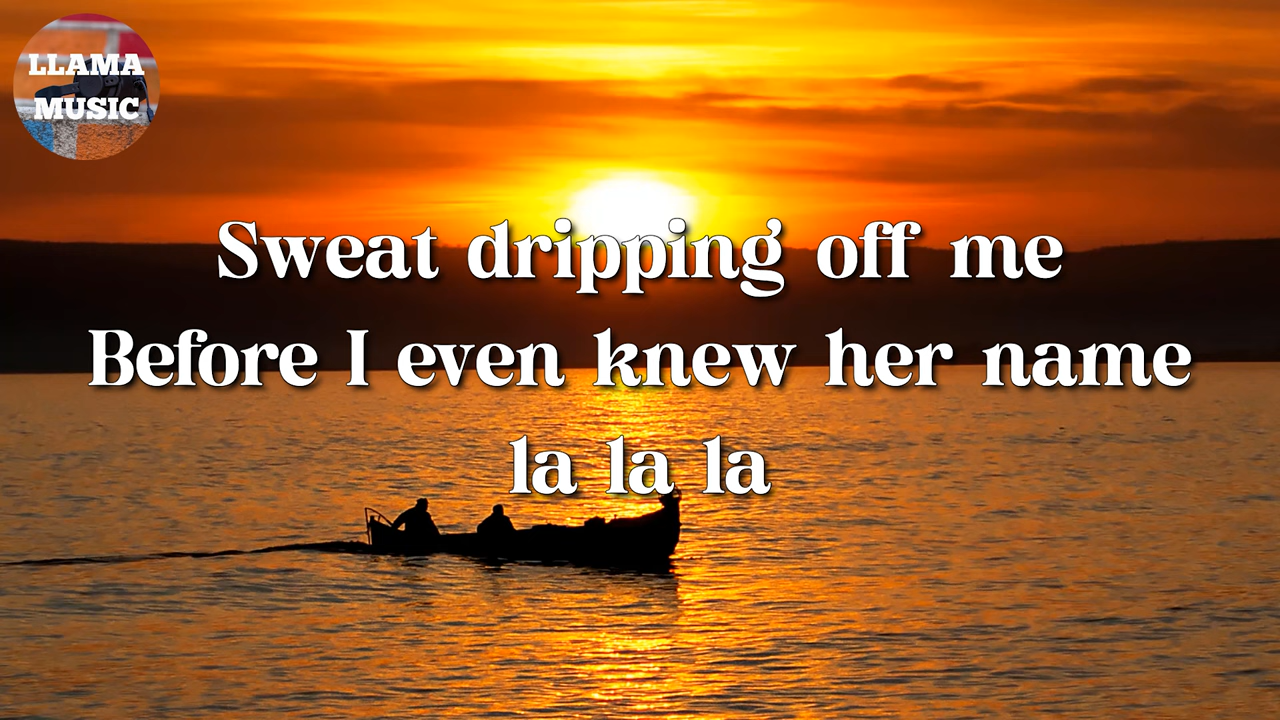 LLAMA
MUSIC
Sweat dripping off me
Before I even knew her name
la la la